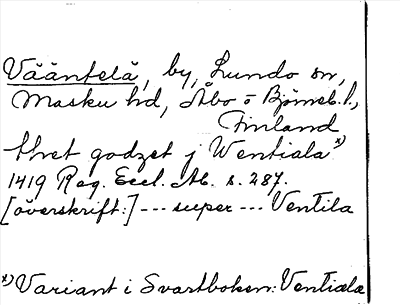 Vääntelä, by, Lundo sn,
Masku hd, Åbo o Björneb. l.,
Finland
thet godzet j Wentiala x)
1419 Reg. Eccl. Ab. s. 287.
[överskrift:] --- super --- Ventila
x) Variant i Svartboken: Ventiala